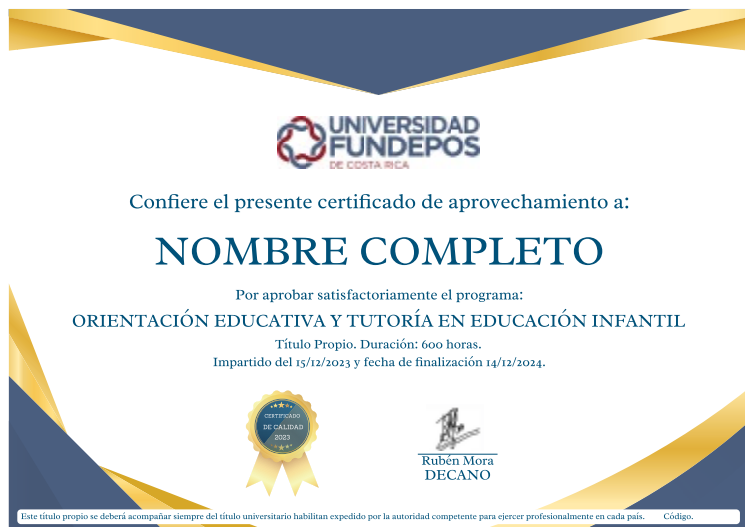 UNIVERSIDAD
FUNDEPOS
DE COSTA RICA
Confiere el presente certificado de aprovechamiento a:
NOMBRE COMPLETO
Por aprobar satisfactoriamente el programa:
ORIENTACIÓN EDUCATIVA Y TUTORÍA EN EDUCACIÓN INFANTIL
Título Propio. Duración: 600 horas.
Impartido del 15/12/2023 y fecha de finalización 14/12/2024.
CERTIFICADO
DE CALIDAD
2023
Rubén Mora
DECANO
Este título propio se deberá acompañar siempre del título universitario habilitan expedido por la autoridad competente para ejercer profesionalmente en cada país. Código.